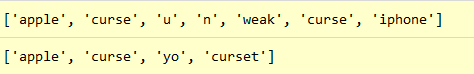 ['apple', 'curse', 'u', 'n', 'weak', 'curse', 'iphone']
['apple', 'curse', 'yo', 'curset']